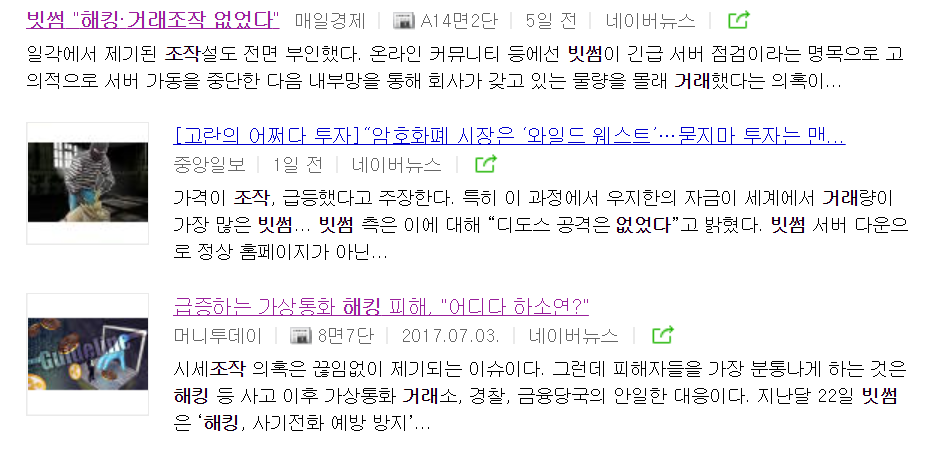 빗썸 "해킹·거래조작 없었다" 매일경제 A14면2단 5일 전 네이버뉴스
일각에서 제기된 조작설도 전면 부인했다. 온라인 커뮤니티 등에선 빗썸이 긴급 서버 점검이라는 명목으로 고
의적으로 서버 가동을 중단한 다음 내부망을 통해 회사가 갖고 있는 물량을 몰래 거래했다는 의혹이...
[고란의 어쩌다 투자]“암호화폐 시장은 ‘와일드 웨스트’…묻지마 투자는 맨...
중앙일보 1일 전 네이버뉴스
가격이 조작, 급등했다고 주장한다. 특히 이 과정에서 우지한의 자금이 세계에서 거래량이
가장 많은 빗썸... 빗썸 측은 이에 대해 “디도스 공격은 없었다”고 밝혔다. 빗썸 서버 다운으
로 정상 홈페이지가 아닌...
급증하는 가상통화 해킹 피해, "어디다 하소연?"
머니투데이 8면7단 2017.07.03. 네이버뉴스
시세조작 의혹은 끊임없이 제기되는 이슈이다. 그런데 피해자들을 가장 분통나게 하는 것은
해킹 등 사고 이후 가상통화 거래소, 경찰, 금융당국의 안일한 대응이다. 지난달 22일 빗썸
은 ‘해킹, 사기전화 예방 방지’...
Guideline